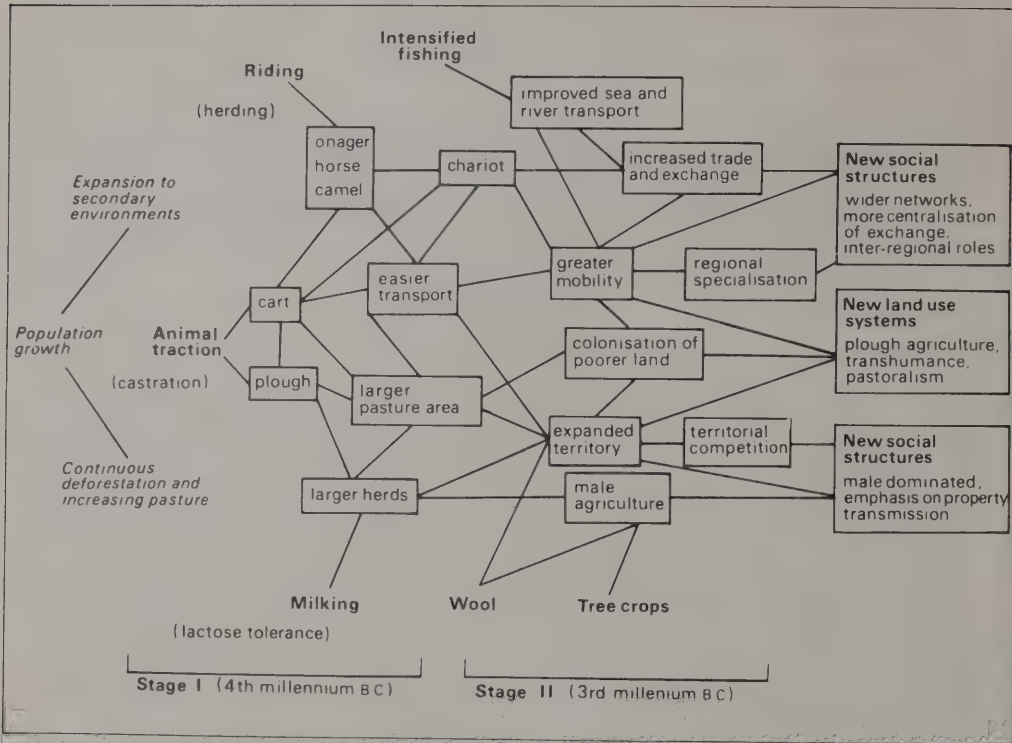 Intensified
fishing
Riding
(herding)
improved sea and
river transport
onager
horse
camel
chariot
increased trade
and exchange
New social
structures
wider networks,
more centralisation
of exchange,
inter-regional roles
Expansion to
secondary
environments
easier
transport
greater
mobility
regional
specialisation
cart
New land use
systems
plough agriculture,
transhumance,
pastoralism
Population
growth
Animal
traction
(castration)
colonisation of
poorer land
plough
larger
pasture area
expanded
territory
territorial
competition
New social
structures
male dominated,
emphasis on property
transmission
Continuous
deforestation and
increasing pasture
larger herds
male
agriculture
Milking
(lactose tolerance)
Wool
Tree crops
Stage I (4th millennium BC)
Stage II (3rd millenium BC)